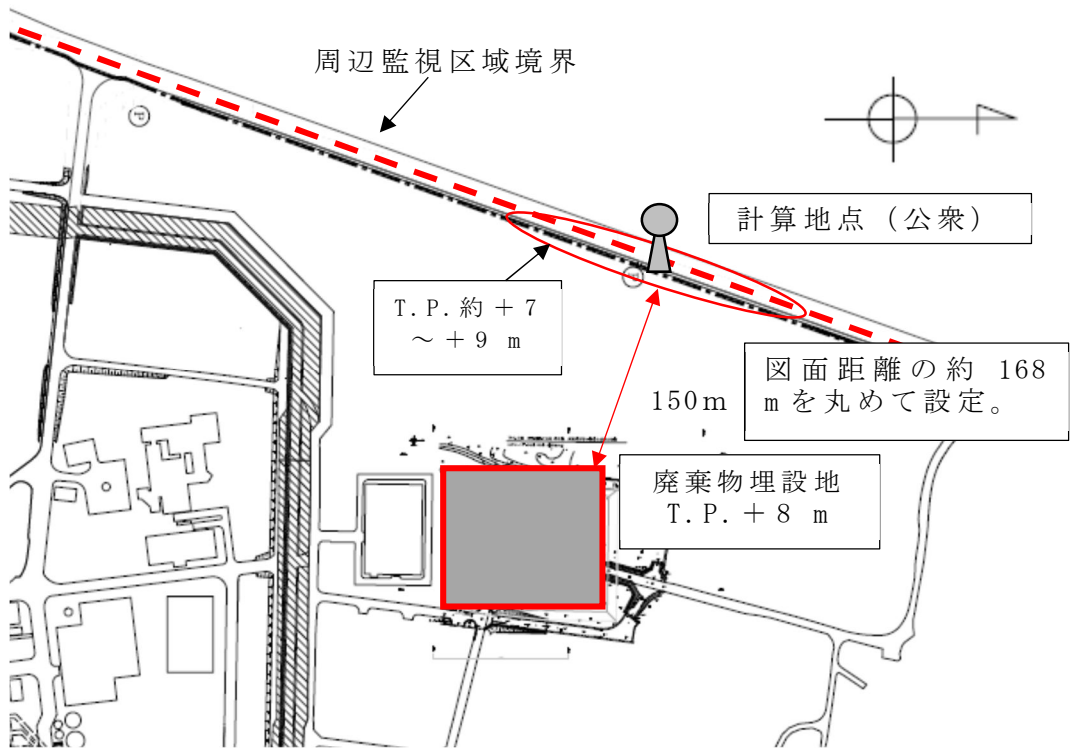 周辺監視区域境界
計算地点（公衆）
T.P.約＋7
～＋9 m
図面距離の約 168
mを丸めて設定。
150m
廃棄物埋設地
T.P.＋8 m